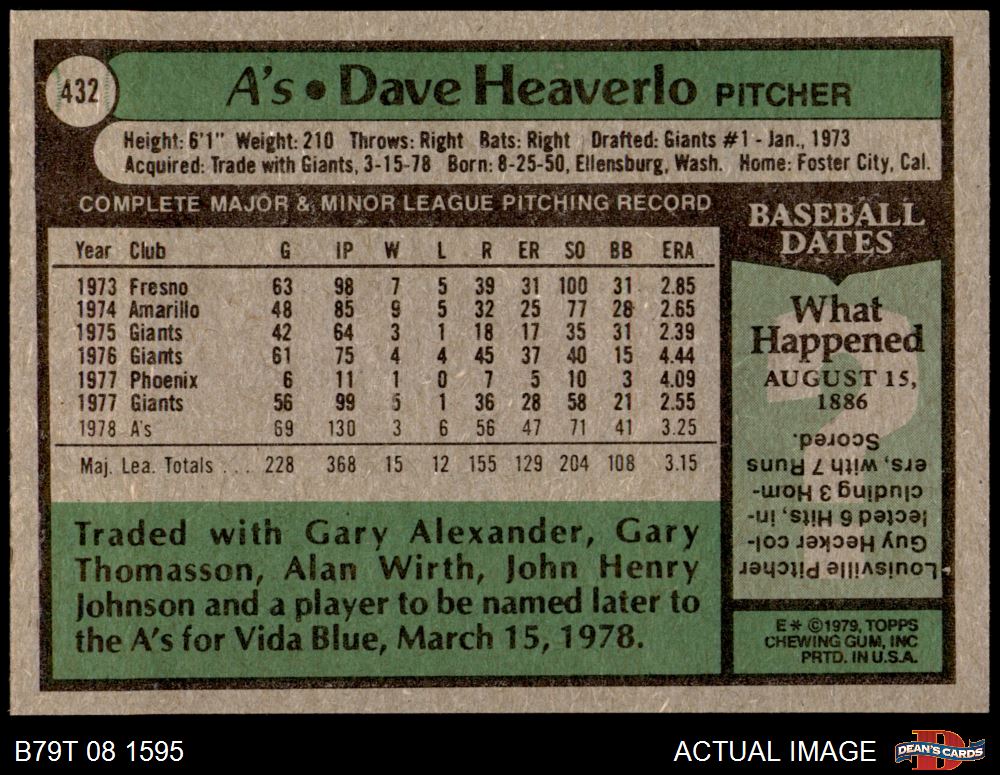 432
A's • Dave Heaverlo PITCHER
Height: 6'1" Weight: 210 Throws: Right Bats: Right Drafted: Giants #1 - Jan., 1973
Acquired: Trade with Giants, 3-15-78 Born: 8-25-50, Ellensburg, Wash. Home: Foster City, Cal.
COMPLETE MAJOR & MINOR LEAGUE PITCHING RECORD
Year Club G IP W L R ER SO BB ERA
1973 Fresno 63 98 7 5 39 31 100 31 2.85
1974 Amarillo 48 85 9 5 32 25 77 28 2.65
1975 Giants 42 64 3 1 18 17 35 31 2.39
1976 Giants 61 75 4 4 45 37 40 15 4.44
1977 Phoenix 6 11 1 0 7 5 10 3 4.09
1977 Giants 56 99 5 1 36 28 58 21 2.55
1978 A's 69 130 3 6 56 47 71 41 3.25
Maj. Lea. Totals . . . 228 368 15 12 155 129 204 108 3.15
Traded with Gary Alexander, Gary
Thomasson, Alan Wirth, John Henry
Johnson and a player to be named later to
the A's for Vida Blue, March 15, 1978.
BASEBALL
DATES
What
Happened
AUGUST 15,
1886
Louisville Pitcher
Guy Hecker col-
lected 6 Hits, in-
cluding 3 Hom-
ers, with 7 Runs
Scored.
E* ©1979, TOPPS
CHEWING GUM, INC
PRTD. IN U.S.A.
B79T 08 1595
ACTUAL IMAGE
D
DEAN'S CARDS